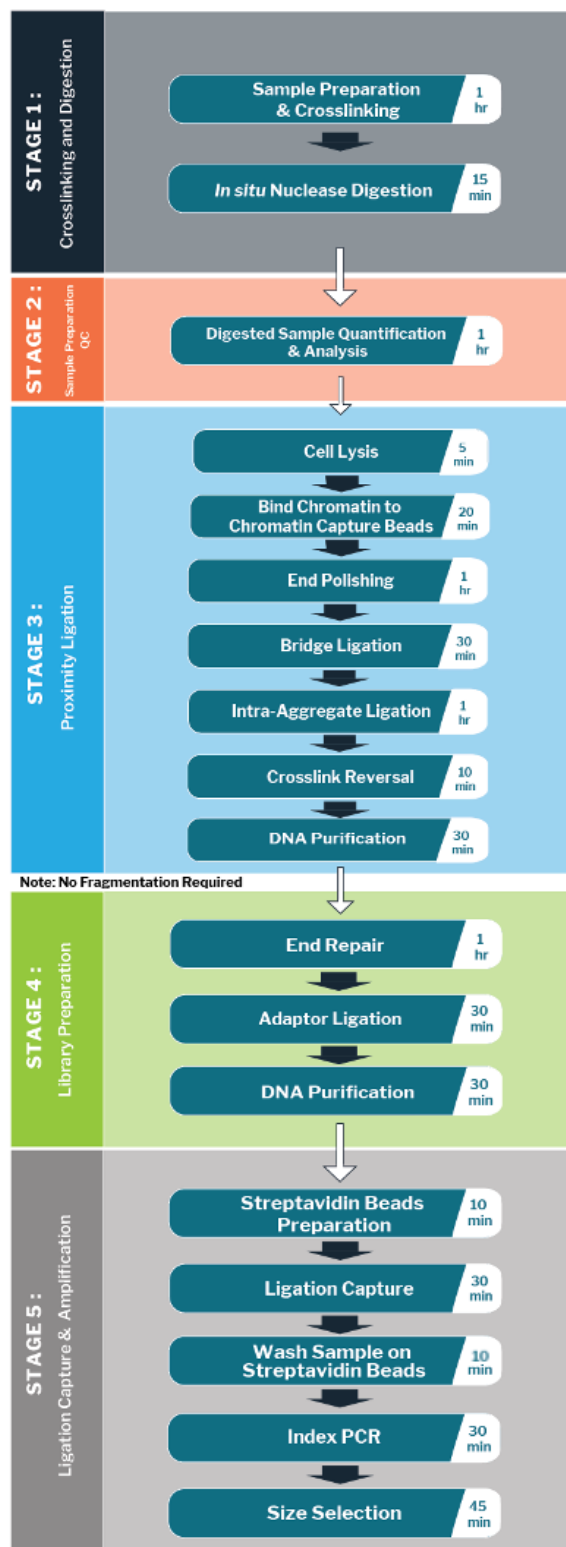 STAGE 1 :
Crosslinking and Digestion
Sample Preparation
& Crosslinking
1
hr
In situ Nuclease Digestion
15
min
STAGE 2 :
Sample Preparation
QC
Digested Sample Quantification
& Analysis
1
hr
STAGE 3 :
Proximity Ligation
Cell Lysis
5
min
Bind Chromatin to
Chromatin Capture Beads
20
min
End Polishing
1
hr
Bridge Ligation
30
min
Intra-Aggregate Ligation
1
hr
Crosslink Reversal
10
min
DNA Purification
30
min
Note: No Fragmentation Required
STAGE 4 :
Library Preparation
End Repair
1
hr
Adaptor Ligation
30
min
DNA Purification
30
min
STAGE 5 :
Ligation Capture & Amplification
Streptavidin Beads
Preparation
10
min
Ligation Capture
30
min
Wash Sample on
Streptavidin Beads
10
min
Index PCR
30
min
Size Selection
45
min